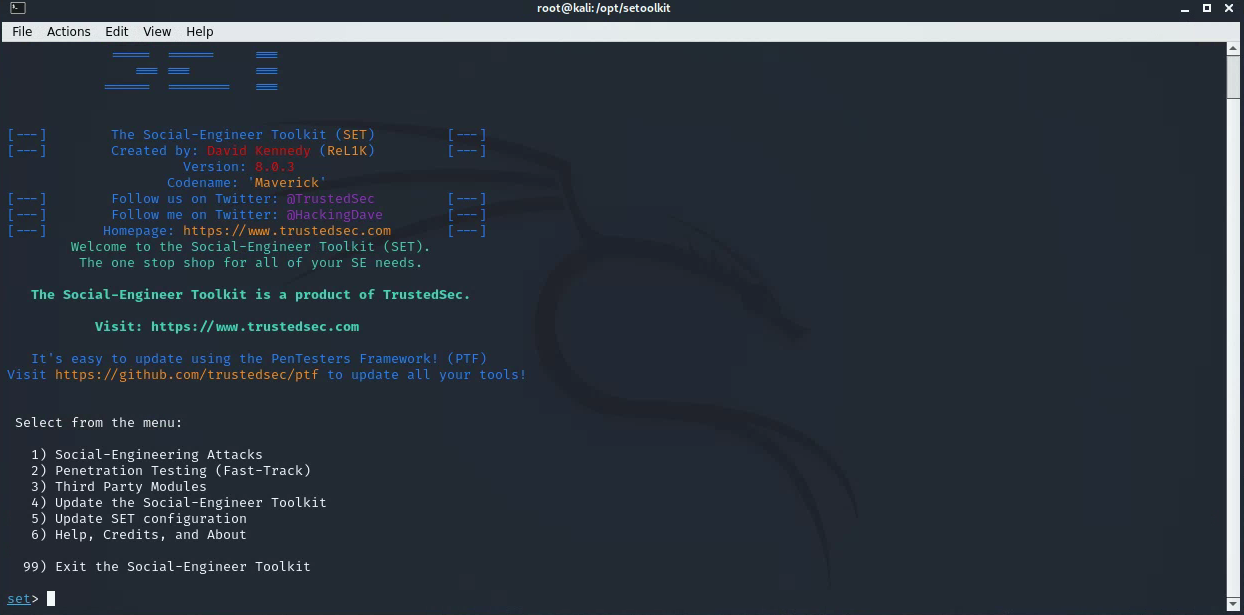 root@kali:/opt/setoolkit
File Actions Edit View Help
[---] The Social-Engineer Toolkit (SET) [---]
[---] Created by: David Kennedy (ReL1K) [---]
Version: 8.0.3
Codename: 'Maverick'
[---] Follow us on Twitter: @TrustedSec [---]
[---] Follow me on Twitter: @HackingDave [---]
[---] Homepage: https://www.trustedsec.com [---]
Welcome to the Social-Engineer Toolkit (SET).
The one stop shop for all of your SE needs.
The Social-Engineer Toolkit is a product of TrustedSec.
Visit: https://www.trustedsec.com
It's easy to update using the PenTesters Framework! (PTF)
Visit https://github.com/trustedsec/ptf to update all your tools!
Select from the menu:
1) Social-Engineering Attacks
2) Penetration Testing (Fast-Track)
3) Third Party Modules
4) Update the Social-Engineer Toolkit
5) Update SET configuration
6) Help, Credits, and About
99) Exit the Social-Engineer Toolkit
set>